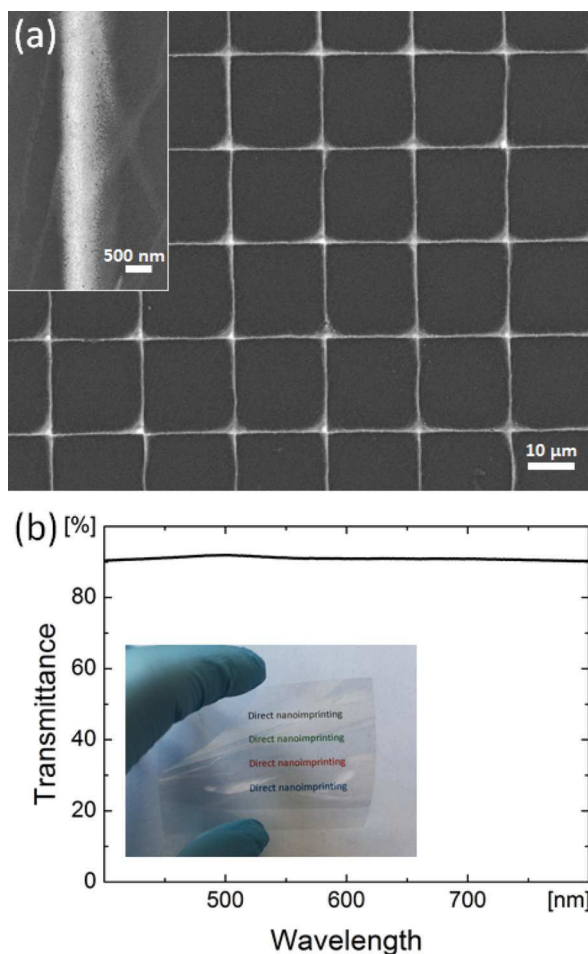 (a)
500 nm
10 µm
(b)
[%]
80
60
40
20
0
Transmittance
Direct nanoimprinting
Direct nanoimprinting
Direct nanoimprinting
Direct nanoimprinting
500
600
700
[nm]
Wavelength